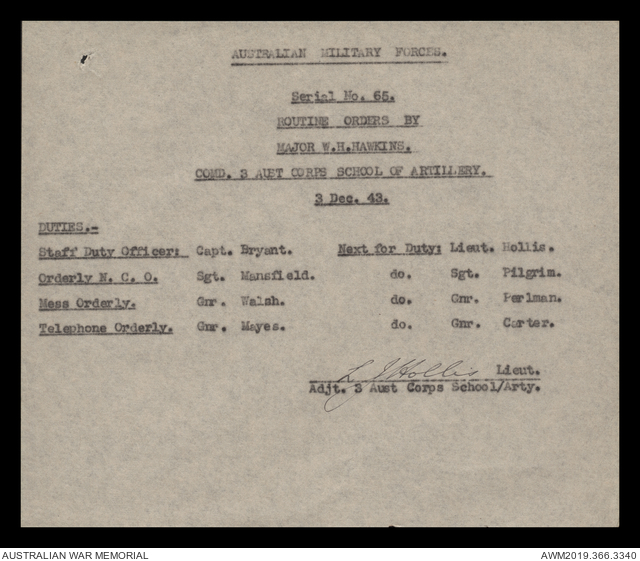 AUSTRALIAN MILITARY FORCES.
Serial No. 65.
ROUTINE ORDERS BY
MAJOR W.H.HAWKINS.
COMD. 3 AUST CORPS SCHOOL OF ARTILLERY.
3 Dec. 43.
DUTIES.-
Staff Duty Officer: Capt. Bryant. Next for Duty: Lieut. Hollis.
Orderly N. C. O. Sgt. Mansfield. do. Sgt. Pilgrim.
Mess Orderly. Gnr. Walsh. do. Gnr. Perlman.
Telephone Orderly. Gnr. Mayes. do. Gnr. Carter.
L J Hollis Lieut.
Adjt. 3 Aust Corps School/Arty.
AUSTRALIAN WAR MEMORIAL AWM2019.366.3340